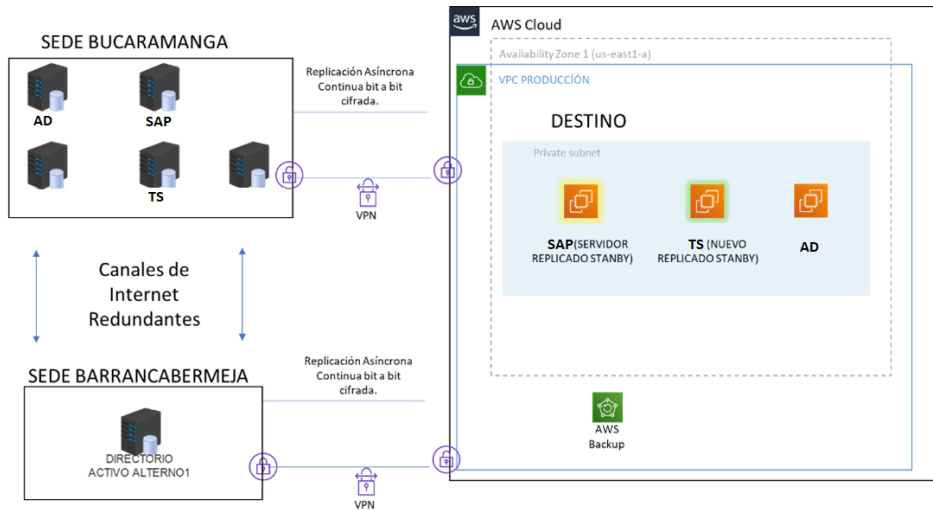 SEDE BUCARAMANGA
AD
SAP
TS
Replicación Asíncrona
Continua bit a bit
cifrada.
VPN
Canales de
Internet
Redundantes
SEDE BARRANCABERMEJA
DIRECTORIO
ACTIVO ALTERNO1
Replicación Asíncrona
Continua bit a bit
cifrada.
VPN
aws
AWS Cloud
Availability Zone 1 (us-east1-a)
VPC PRODUCCÍÓN
DESTINO
Private subnet
SAP(SERVIDOR
REPLICADO STANBY)
TS (NUEVO
REPLICADO STANBY)
AD
AWS
Backup